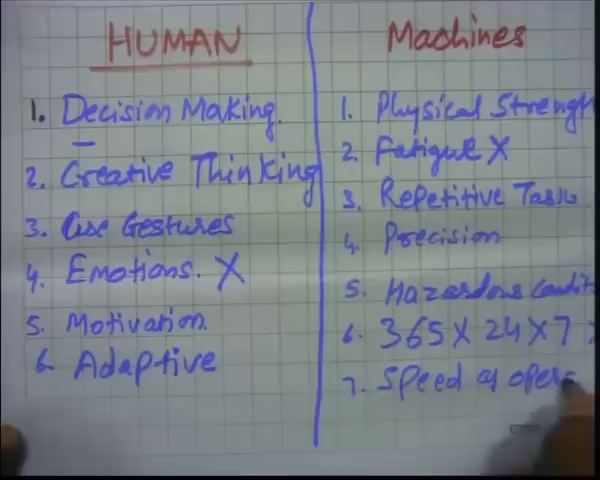 HUMAN
1. Decision Making.
2. Creative Thinking
3. Use Gestures
4. Emotions. X
5. Motivation
6 Adaptive
Machines
1. Physical Strength
2. Fatigue X
3. Repetitive Tasks
4. Precision
5. Hazardous
6. 365 X 24 X 7
7. Speed of